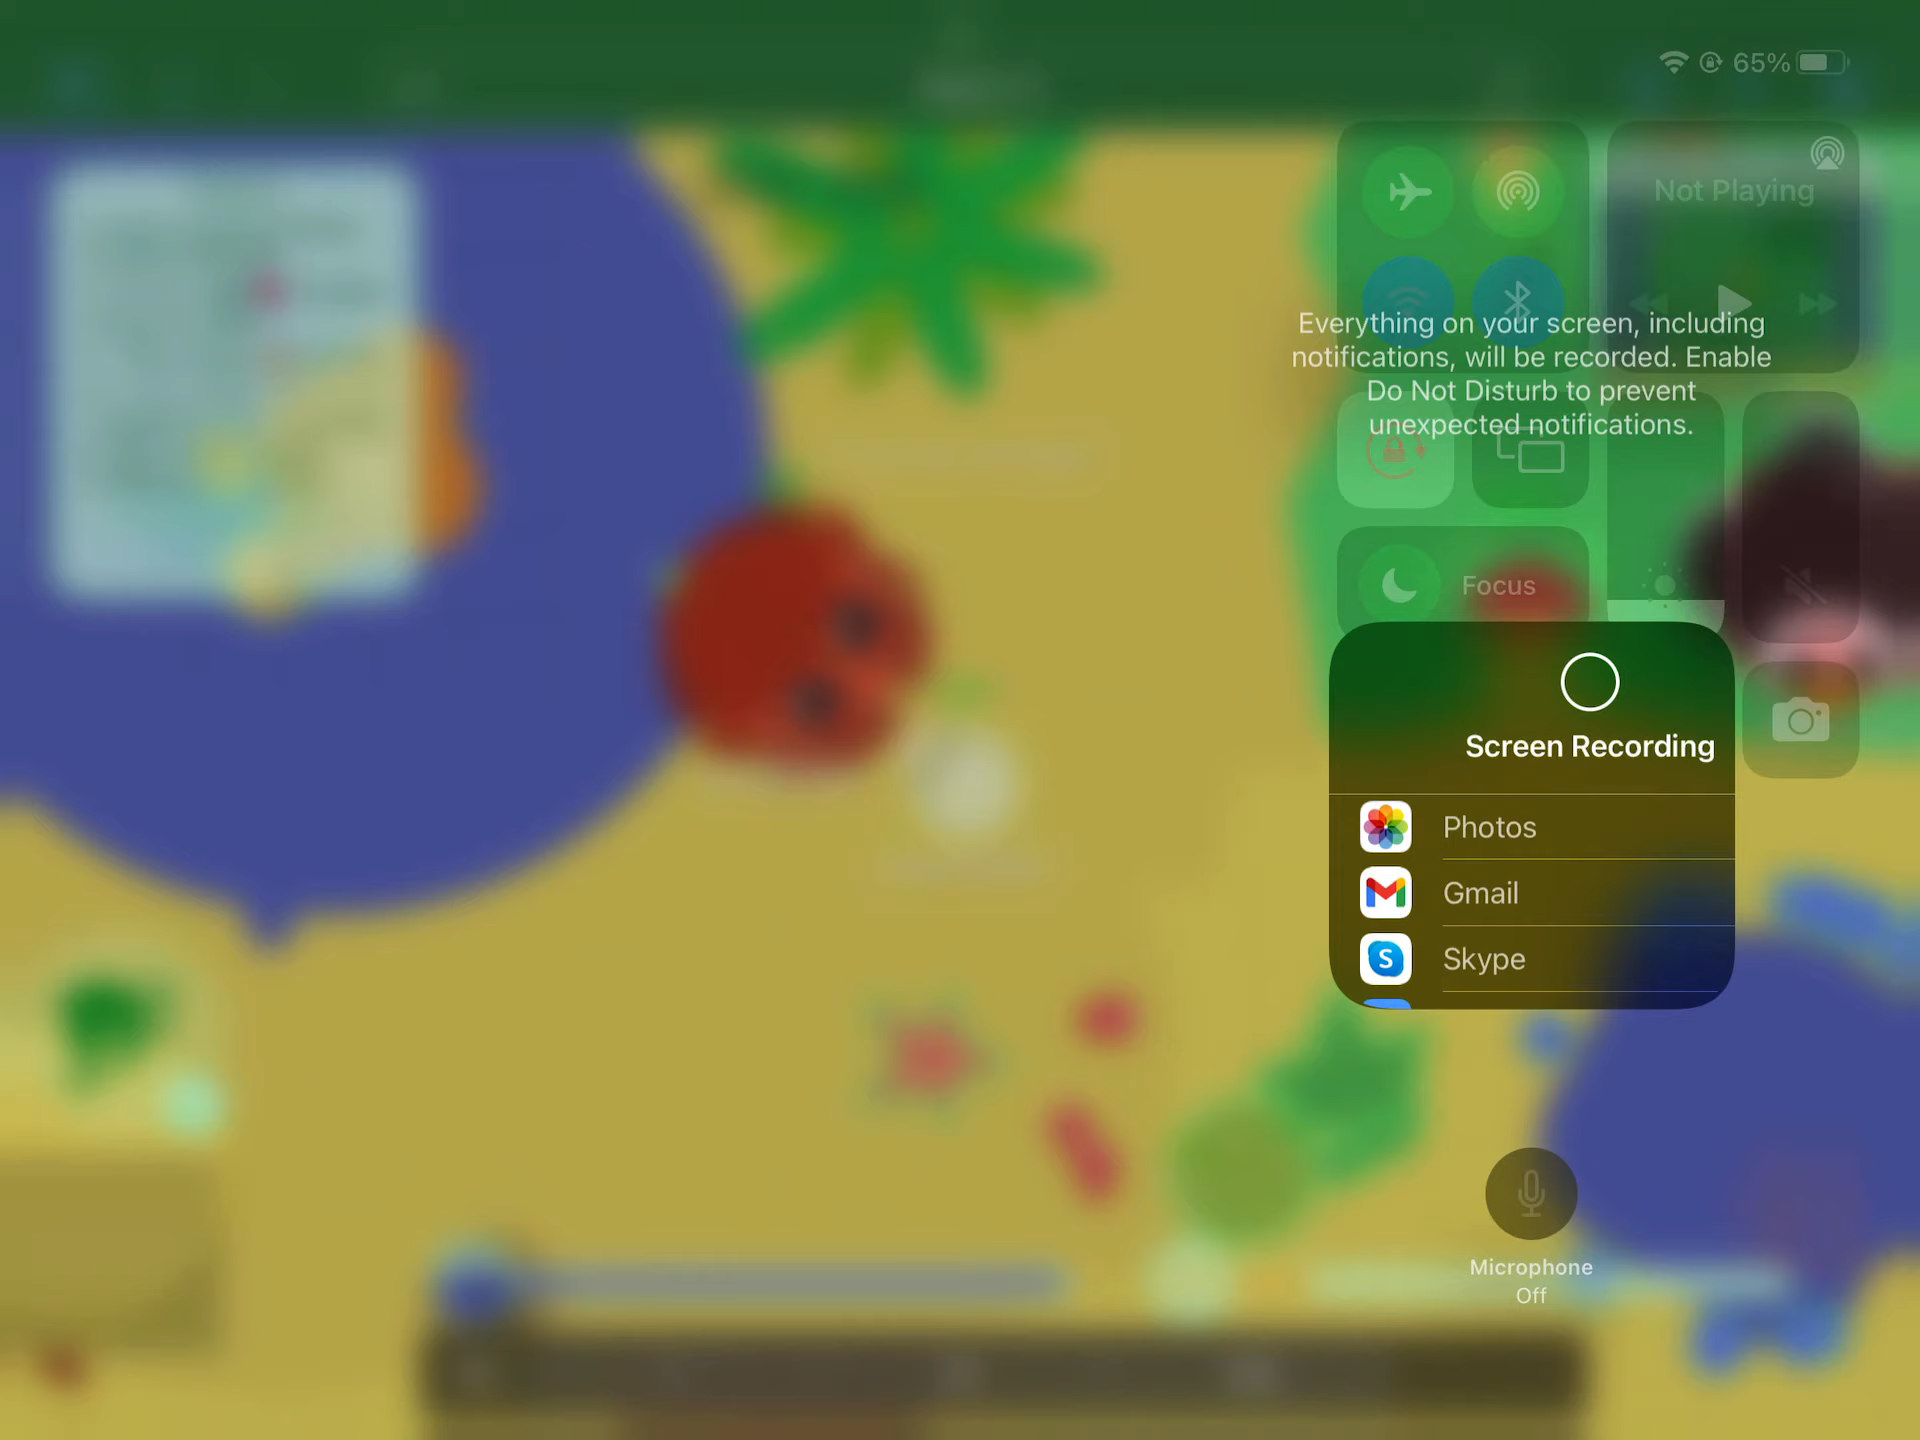 65%
Not Playing
Everything on your screen, including
notifications, will be recorded. Enable
Do Not Disturb to prevent
unexpected notifications.
Focus
Screen Recording
Photos
Gmail
S
Skype
Microphone
Off